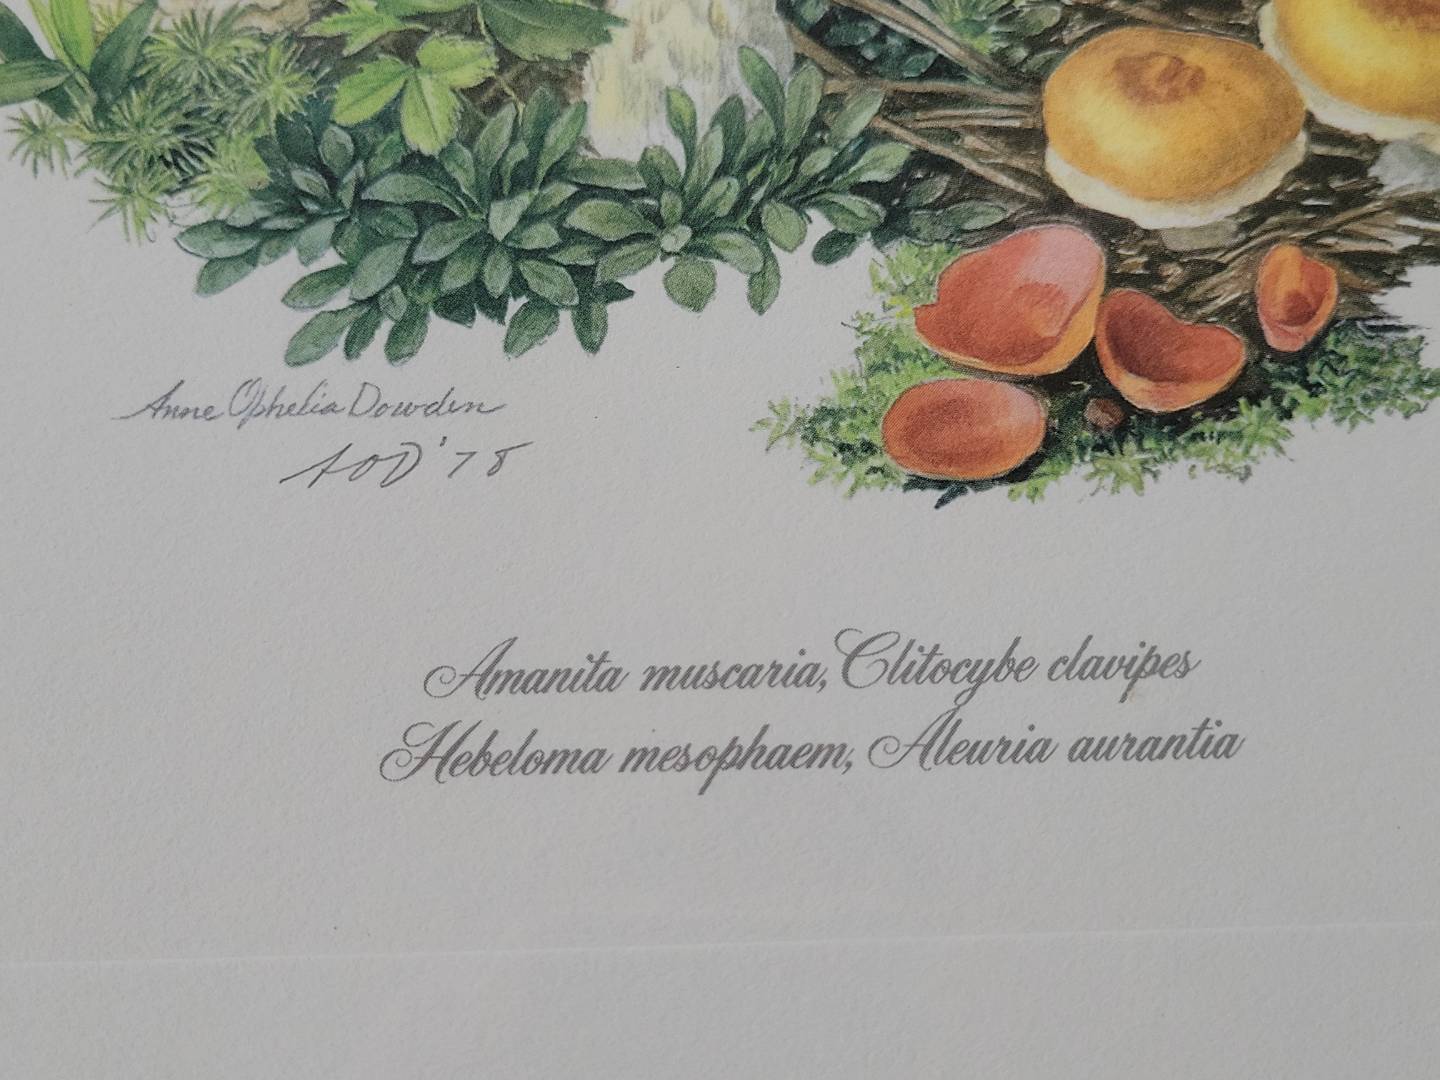 Anne Ophelia Dowden
AOD '78
Amanita muscaria, Clitocybe clavipes
Hebeloma mesophaem, Aleuria aurantia